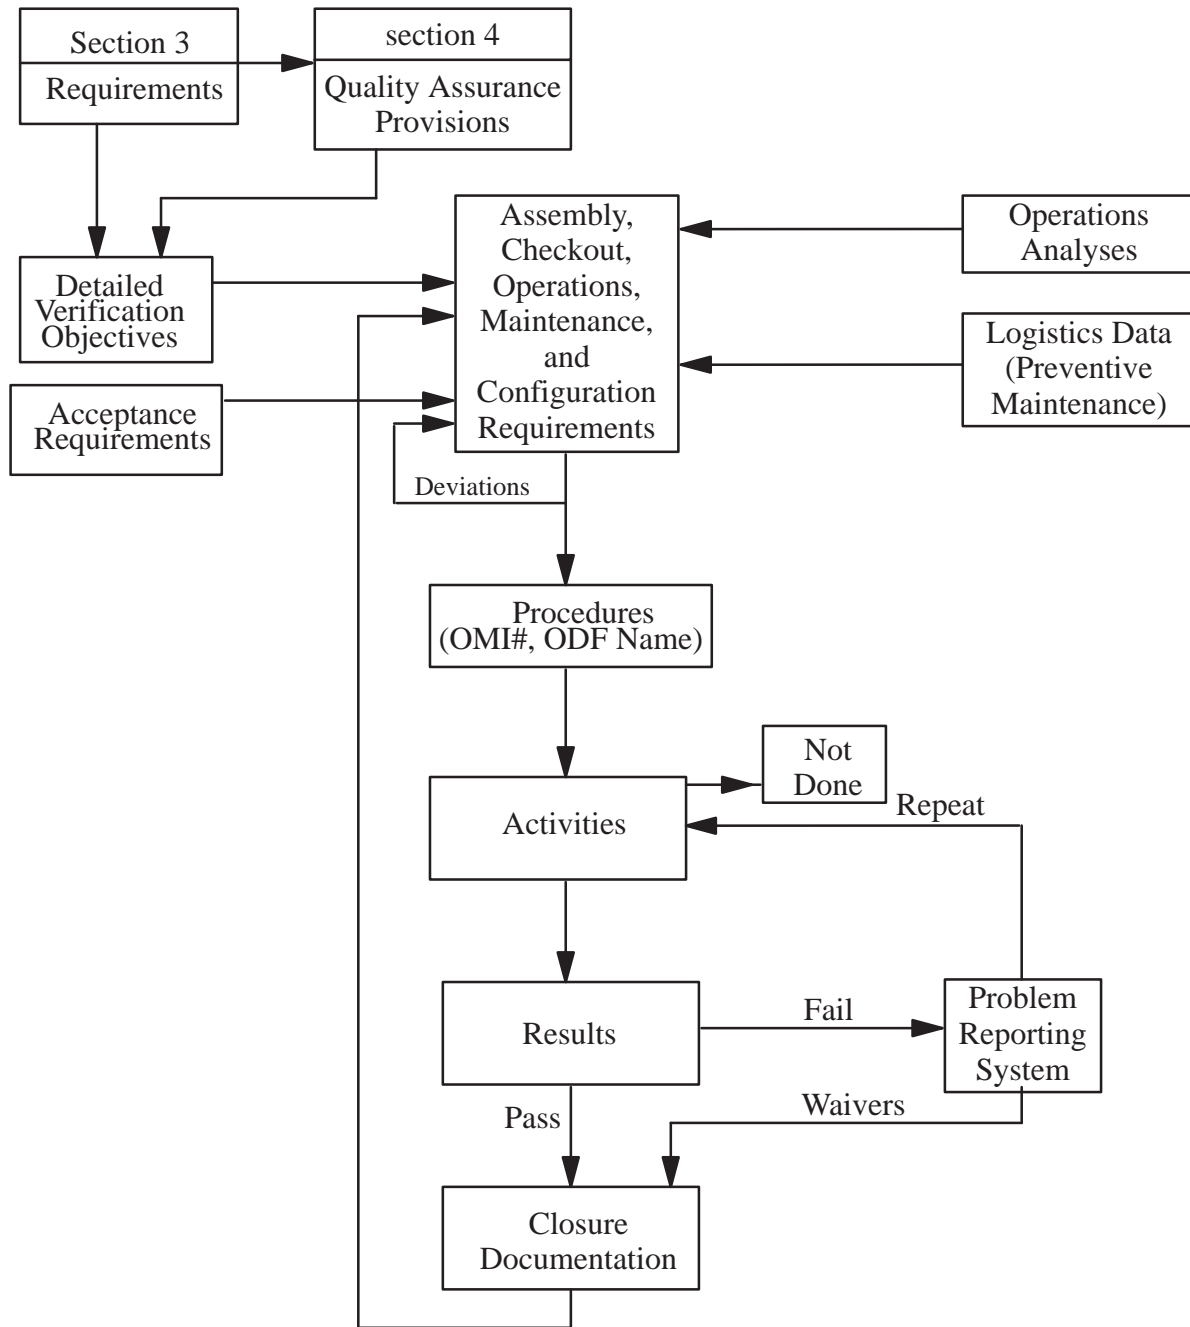 Section 3
Requirements
section 4
Quality Assurance
Provisions
Detailed
Verification
Objectives
Acceptance
Requirements
Assembly,
Checkout,
Operations,
Maintenance,
and
Configuration
Requirements
Operations
Analyses
Logistics Data
(Preventive
Maintenance)
Deviations
Procedures
(OMI#, ODF Name)
Not
Done
Activities
Repeat
Results
Fail
Problem
Reporting
System
Pass
Waivers
Closure
Documentation